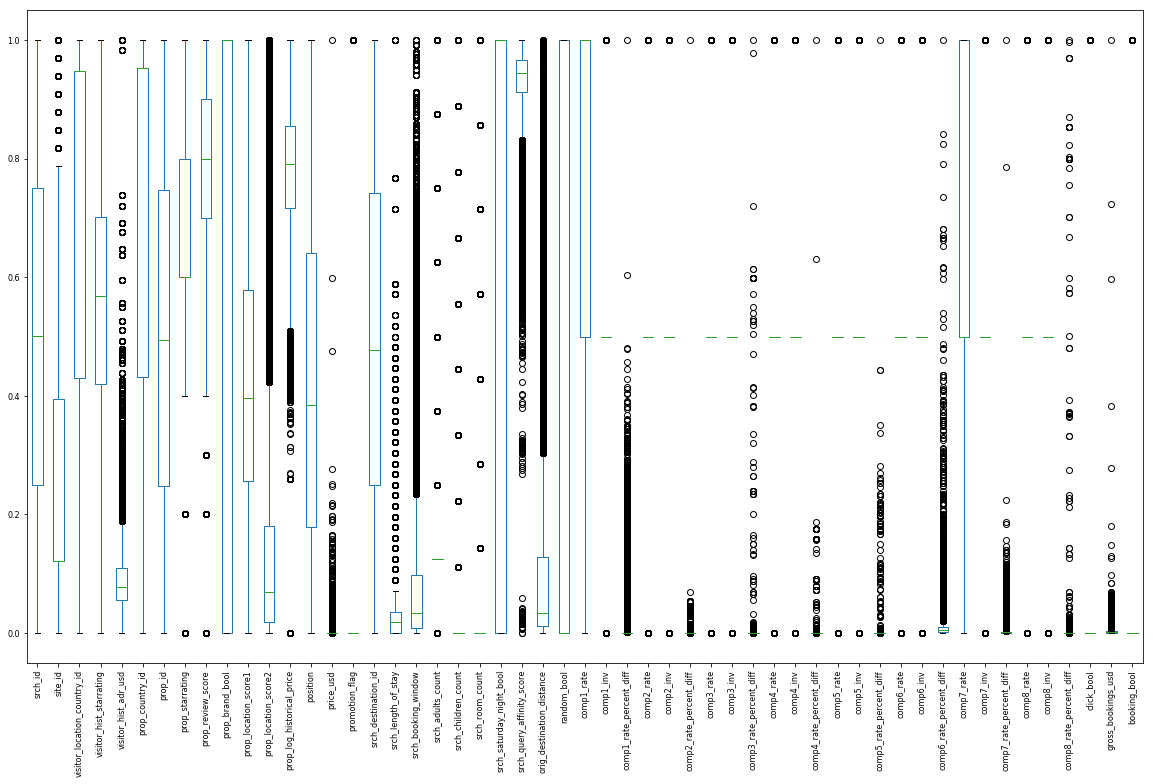 1.0
0.8
0.6
0.4
0.2
0.0
srch_id
site_id
visitor_location_country_id
visitor_hist_starrating
visitor_hist_adr_usd
prop_country_id
prop_id
prop_starrating
prop_review_score
prop_brand_bool
prop_location_score1
prop_location_score2
prop_log_historical_price
position
price_usd
promotion_flag
srch_destination_id
srch_length_of_stay
srch_booking_window
srch_adults_count
srch_children_count
srch_room_count
srch_saturday_night_bool
srch_query_affinity_score
orig_destination_distance
random_bool
comp1_rate
comp1_inv
comp1_rate_percent_diff
comp2_rate
comp2_inv
comp2_rate_percent_diff
comp3_rate
comp3_inv
comp3_rate_percent_diff
comp4_rate
comp4_inv
comp4_rate_percent_diff
comp5_rate
comp5_inv
comp5_rate_percent_diff
comp6_rate
comp6_inv
comp6_rate_percent_diff
comp7_rate
comp7_inv
comp7_rate_percent_diff
comp8_rate
comp8_inv
comp8_rate_percent_diff
click_bool
gross_bookings_usd
booking_bool